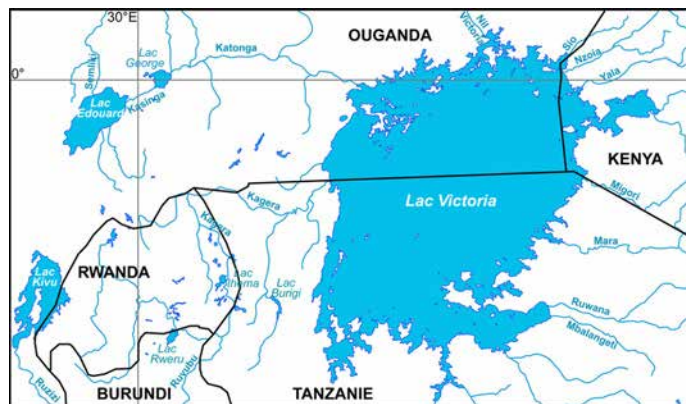 30°E
OUGANDA
Nil
Victoria
Sio
Nzoia
Yala
Lac
George
Katonga
Semliki
0°
Lac
Edouard
Kasinga
KENYA
Migori
Kagera
Lac Victoria
Kagera
Mara
RWANDA
Lac
Kivu
Lac
Ihema
Lac
Burigi
Ruwana
Mbalangeti
Lac
Rweru
Ruzizi
BURUNDI
Ruvubu
TANZANIE